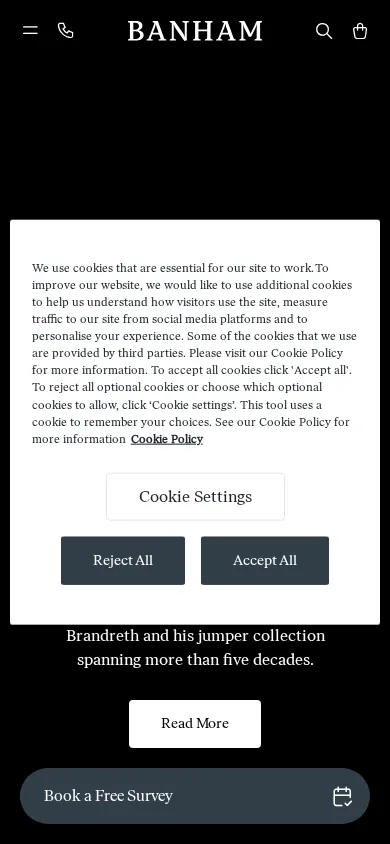 BANHAM
We use cookies that are essential for our site to work. To
improve our website, we would like to use additional cookies
to help us understand how visitors use the site, measure
traffic to our site from social media platforms and to
personalise your experience. Some of the cookies that we use
are provided by third parties. Please visit our Cookie Policy
for more information. To accept all cookies click 'Accept all'.
To reject all optional cookies or choose which optional
cookies to allow, click ‘Cookie settings’. This tool uses a
cookie to remember your choices. See our Cookie Policy for
more information Cookie Policy
Cookie Settings
Reject All
Accept All
Brandreth and his jumper collection
spanning more than five decades.
Read More
Book a Free Survey